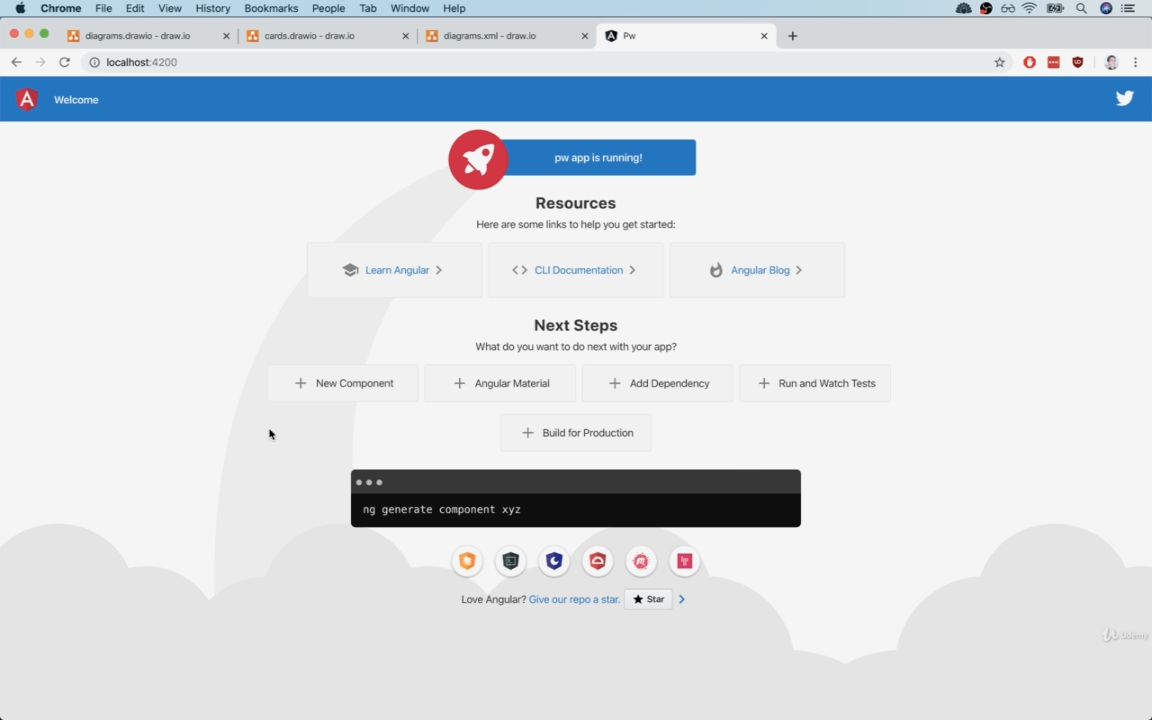 Chrome File Edit View History Bookmarks People Tab Window Help
diagrams.drawio - draw.io
cards.drawio - draw.io
diagrams.xml - draw.io
Pw
localhost:4200
Welcome
pw app is running!
Resources
Here are some links to help you get started:
Learn Angular
CLI Documentation
Angular Blog
Next Steps
What do you want to do next with your app?
New Component
Angular Material
Add Dependency
Run and Watch Tests
Build for Production
ng generate component xyz
Love Angular? Give our repo a star. Star
Udemy